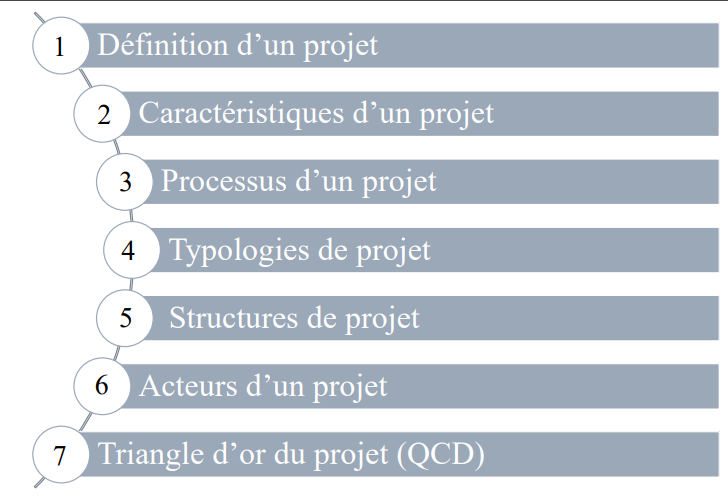 1 Définition d’un projet
2 Caractéristiques d’un projet
3 Processus d’un projet
4 Typologies de projet
5 Structures de projet
6 Acteurs d’un projet
7 Triangle d’or du projet (QCD)